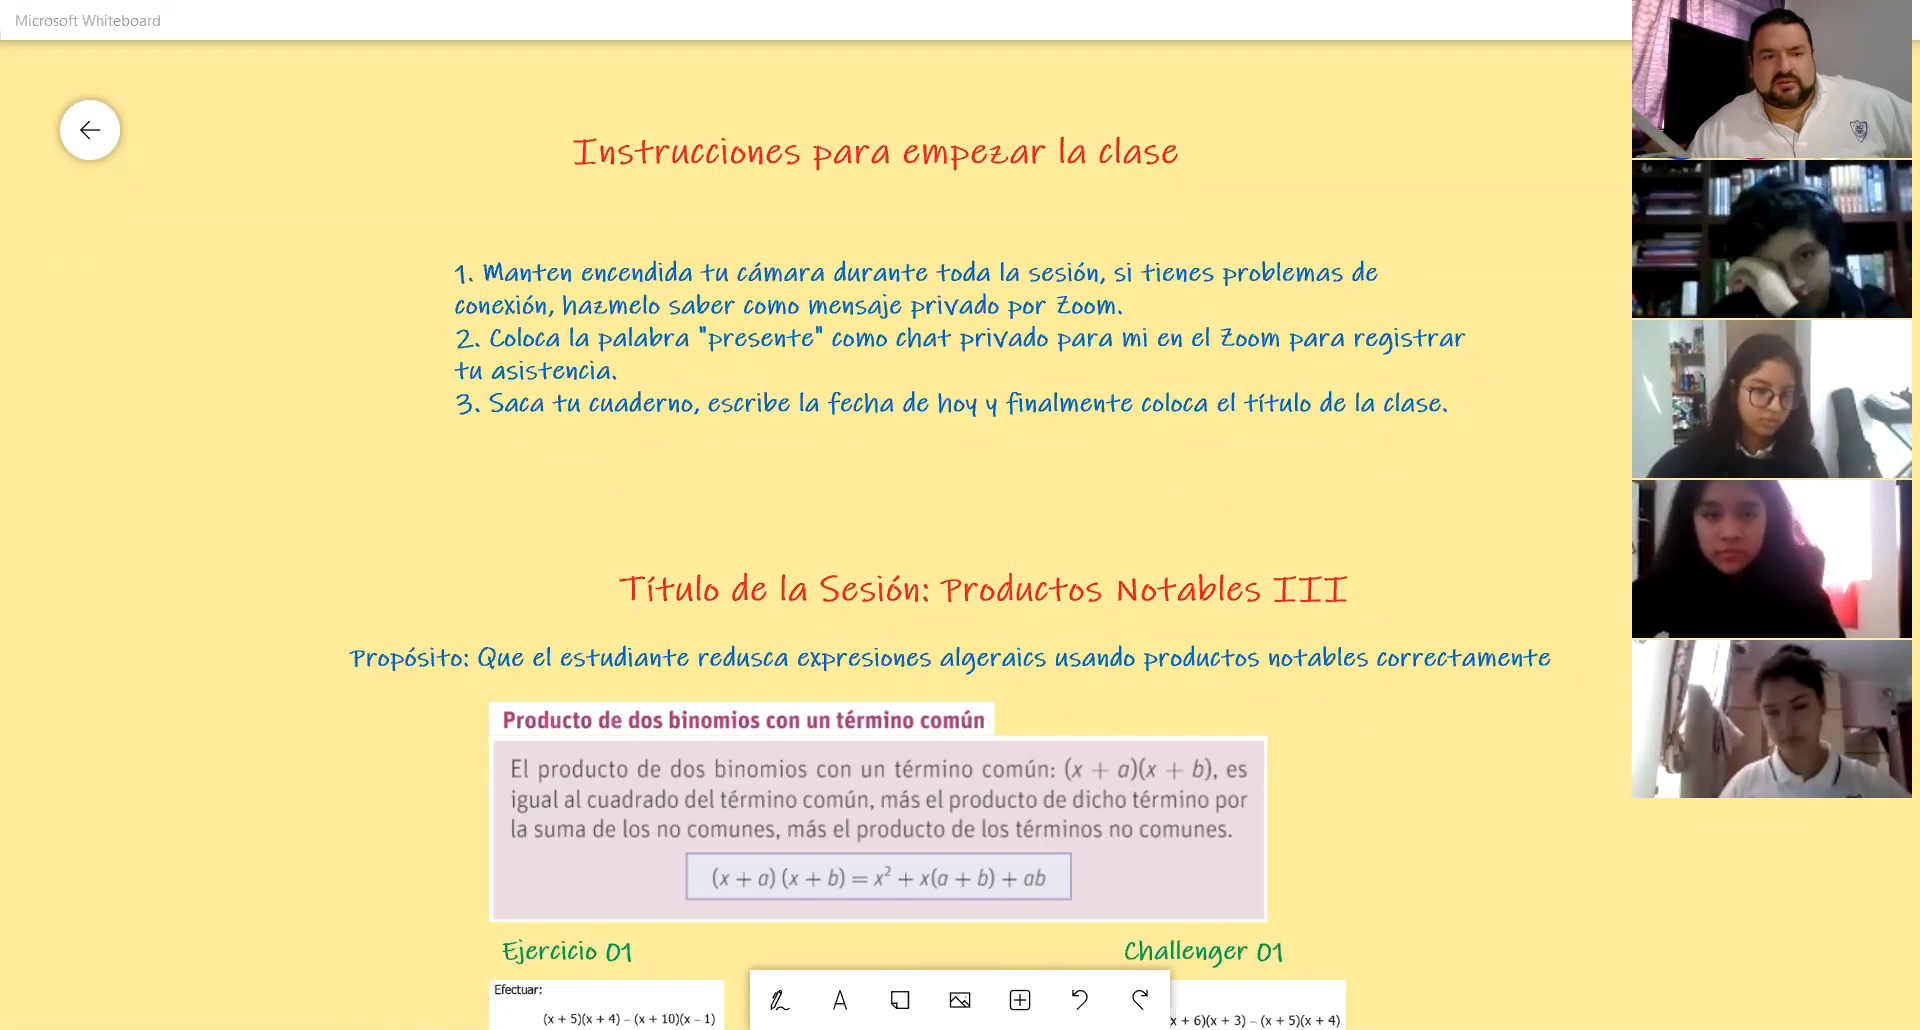 Microsoft Whiteboard
Instrucciones para empezar la clase
1. Manten encendida tu cámara durante toda la sesión, si tienes problemas de
conexión, hazmelo saber como mensaje privado por Zoom.
2. Coloca la palabra "presente" como chat privado para mi en el Zoom para registrar
tu asistencia.
3. Saca tu cuaderno, escribe la fecha de hoy y finalmente coloca el título de la clase.
Título de la Sesión: Productos Notables III
Propósito: Que el estudiante redusca expresiones algeraics usando productos notables correctamente
Producto de dos binomios con un término común
El producto de dos binomios con un término común: (x + a)(x + b), es
igual al cuadrado del término común, más el producto de dicho término por
la suma de los no comunes, más el producto de los términos no comunes.
(x + a) (x + b) = x² + x(a + b) + ab
Ejercicio 01
Challenger 01
Efectuar:
(x + 5)(x + 4) – (x + 10)(x – 1)
x + 6)(x + 3) – (x + 5)(x + 4)